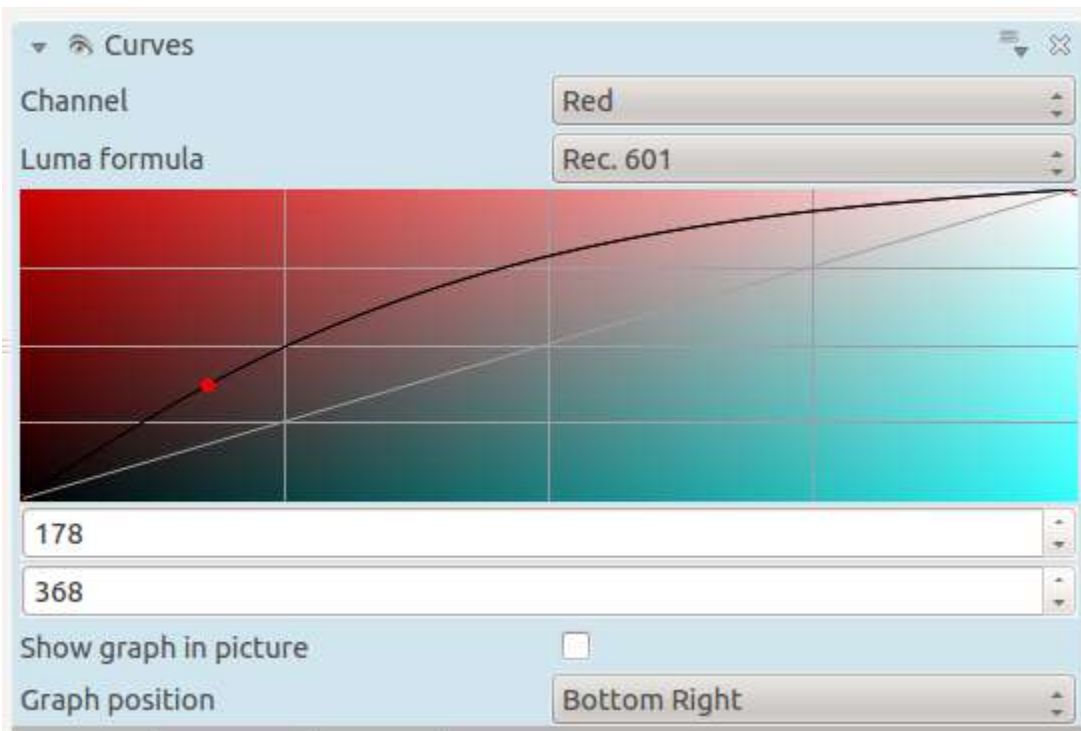 Curves
Channel Red
Luma formula Rec. 601
178
368
Show graph in picture
Graph position Bottom Right